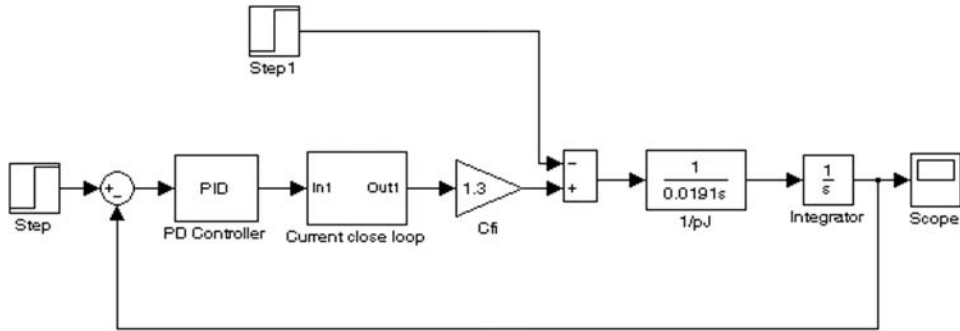 Step1
Step
+
−
PID
PD Controller
In1
Out1
Current close loop
1.3
Cfi
−
+
1
0.0191s
1/pJ
1
s
Integrator
Scope